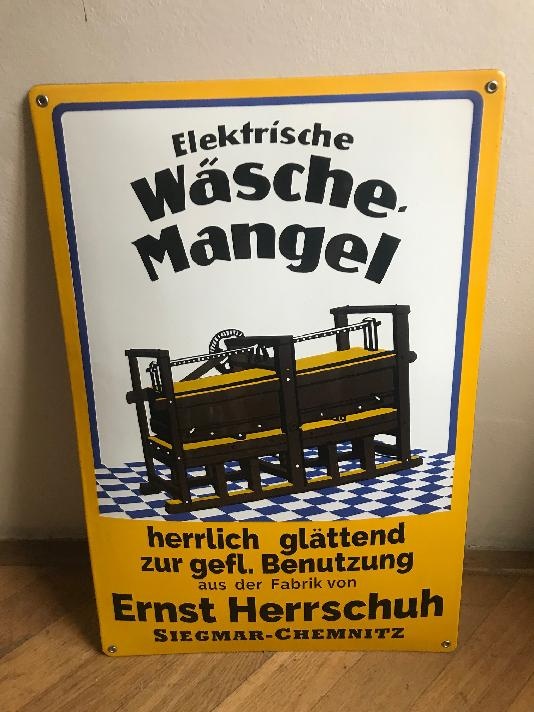 Elektrische
Wäsche-
Mangel
herrlich glättend
zur gefl. Benutzung
aus der Fabrik von
Ernst Herrschuh
SIEGMAR-CHEMNITZ